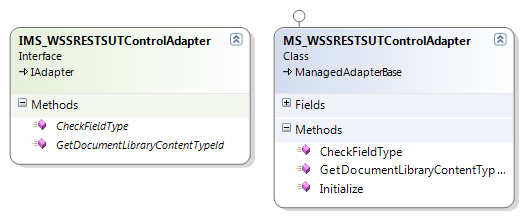 IMS_WSSRESTSUTControlAdapter
Interface
IAdapter
Methods
CheckFieldType
GetDocumentLibraryContentTypeId
MS_WSSRESTSUTControlAdapter
Class
ManagedAdapterBase
Fields
Methods
CheckFieldType
GetDocumentLibraryContentTyp...
Initialize